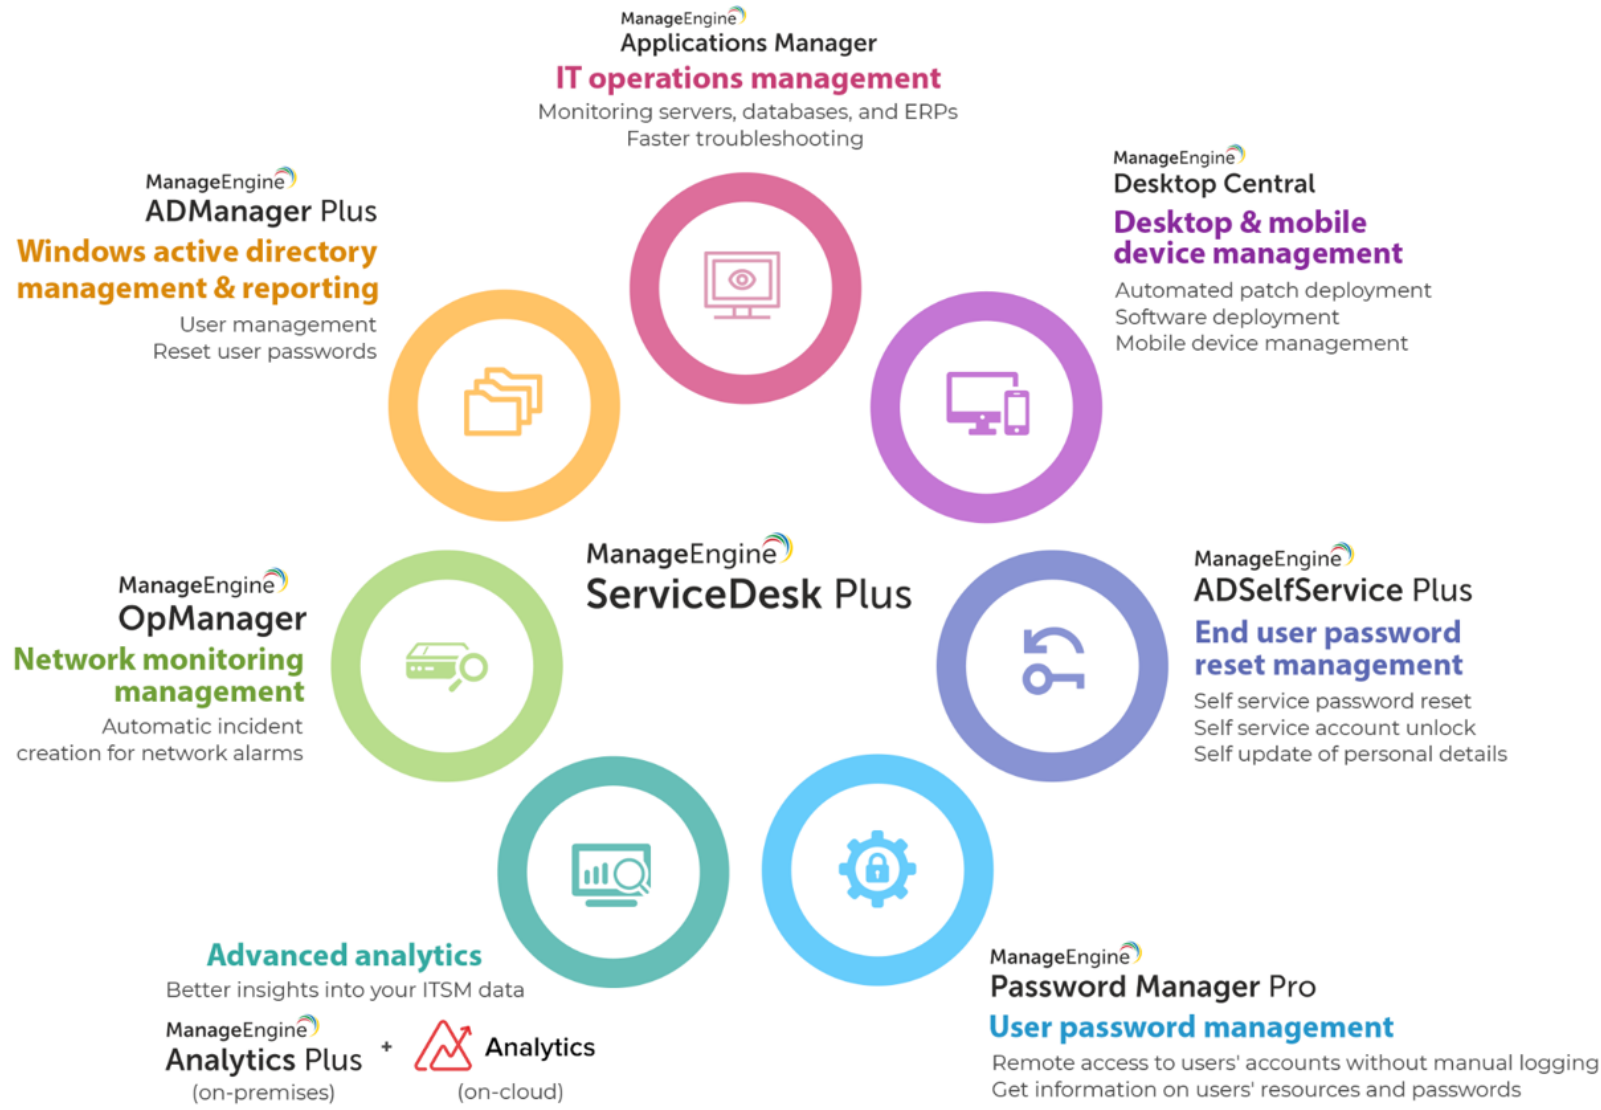 ManageEngine
Applications Manager
IT operations management
Monitoring servers, databases, and ERPs
Faster troubleshooting
ManageEngine
Desktop Central
Desktop & mobile
device management
Automated patch deployment
Software deployment
Mobile device management
ManageEngine
ADManager Plus
Windows active directory
management & reporting
User management
Reset user passwords
ManageEngine
ServiceDesk Plus
ManageEngine
ADSelfService Plus
End user password
reset management
Self service password reset
Self service account unlock
Self update of personal details
ManageEngine
OpManager
Network monitoring
management
Automatic incident
creation for network alarms
Advanced analytics
Better insights into your ITSM data
ManageEngine
Analytics Plus
(on-premises)
+
Analytics
(on-cloud)
ManageEngine
Password Manager Pro
User password management
Remote access to users' accounts without manual logging
Get information on users' resources and passwords